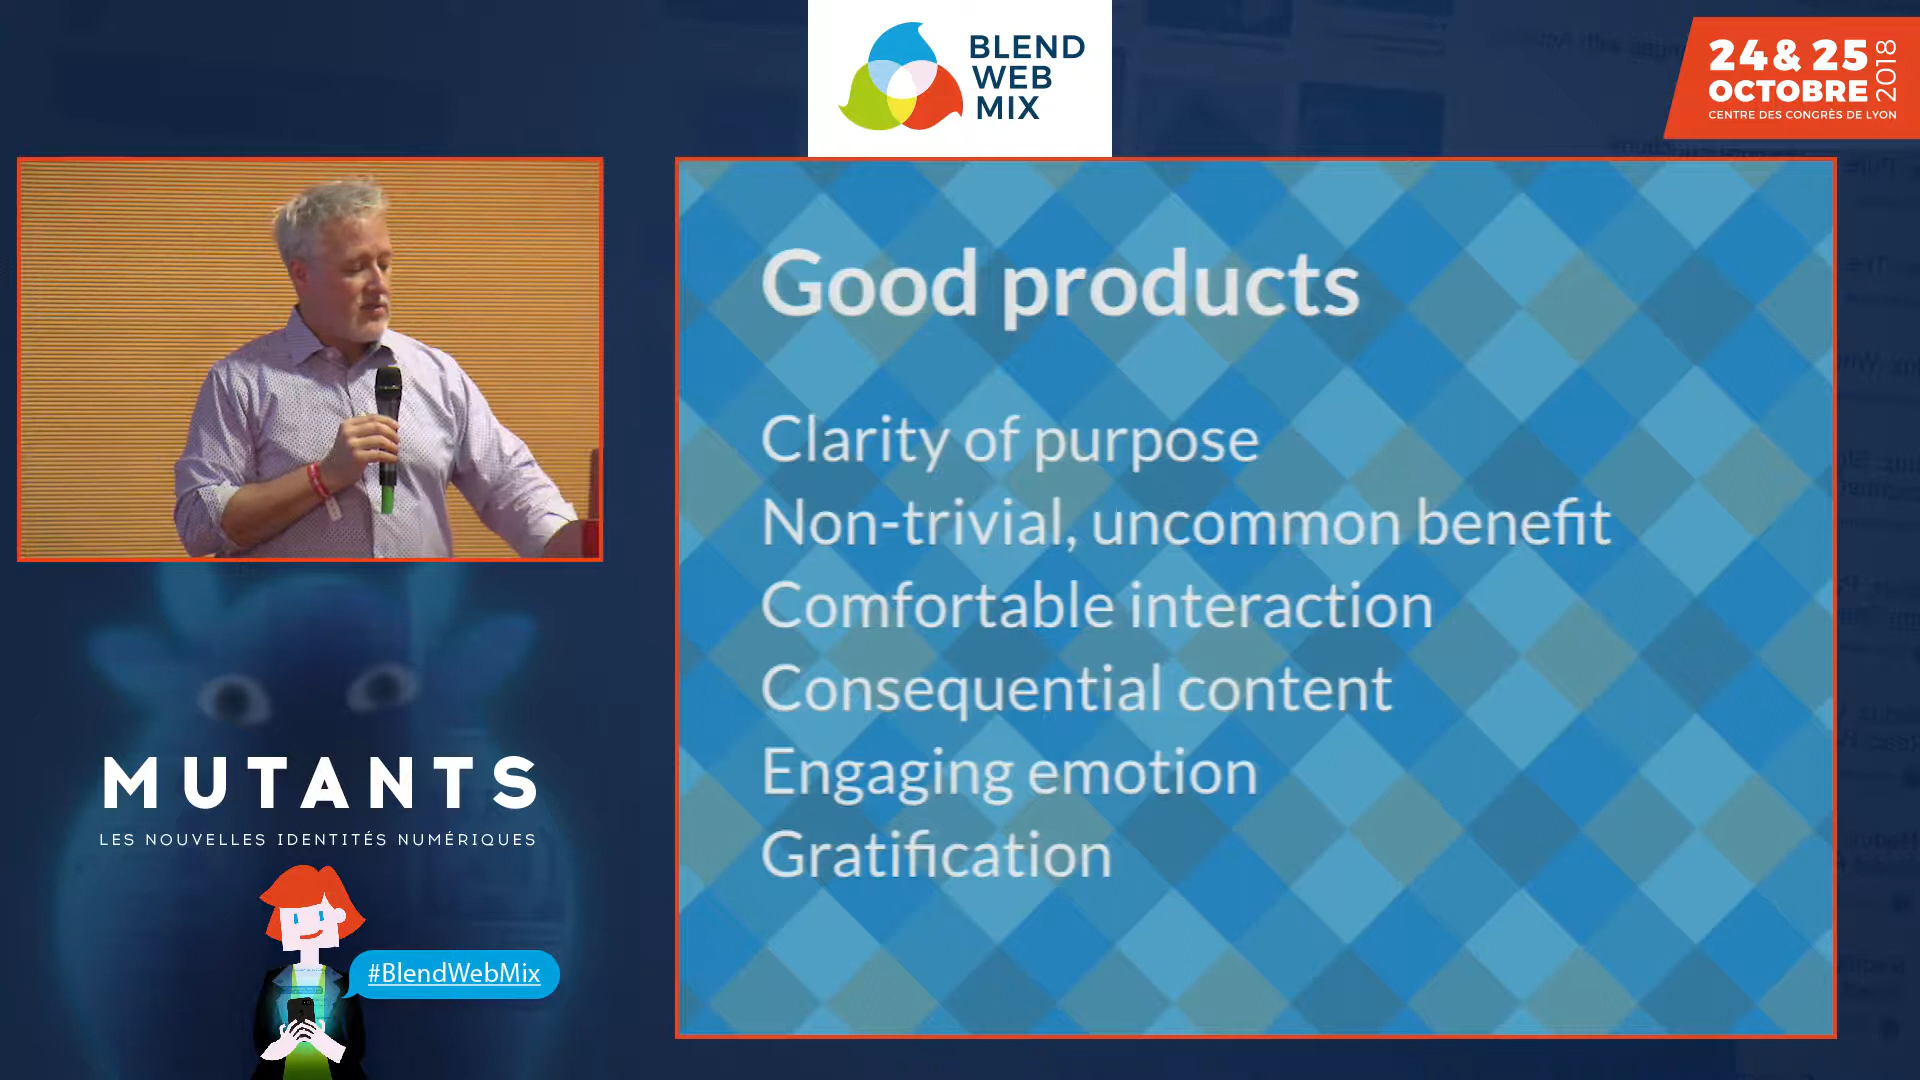 BLEND
WEB
MIX
24 & 25
OCTOBRE
2018
CENTRE DES CONGRÈS DE LYON
Good products
Clarity of purpose
Non-trivial, uncommon benefit
Comfortable interaction
Consequential content
Engaging emotion
Gratification
MUTANTS
LES NOUVELLES IDENTITÉS NUMÉRIQUES
#BlendWebMix